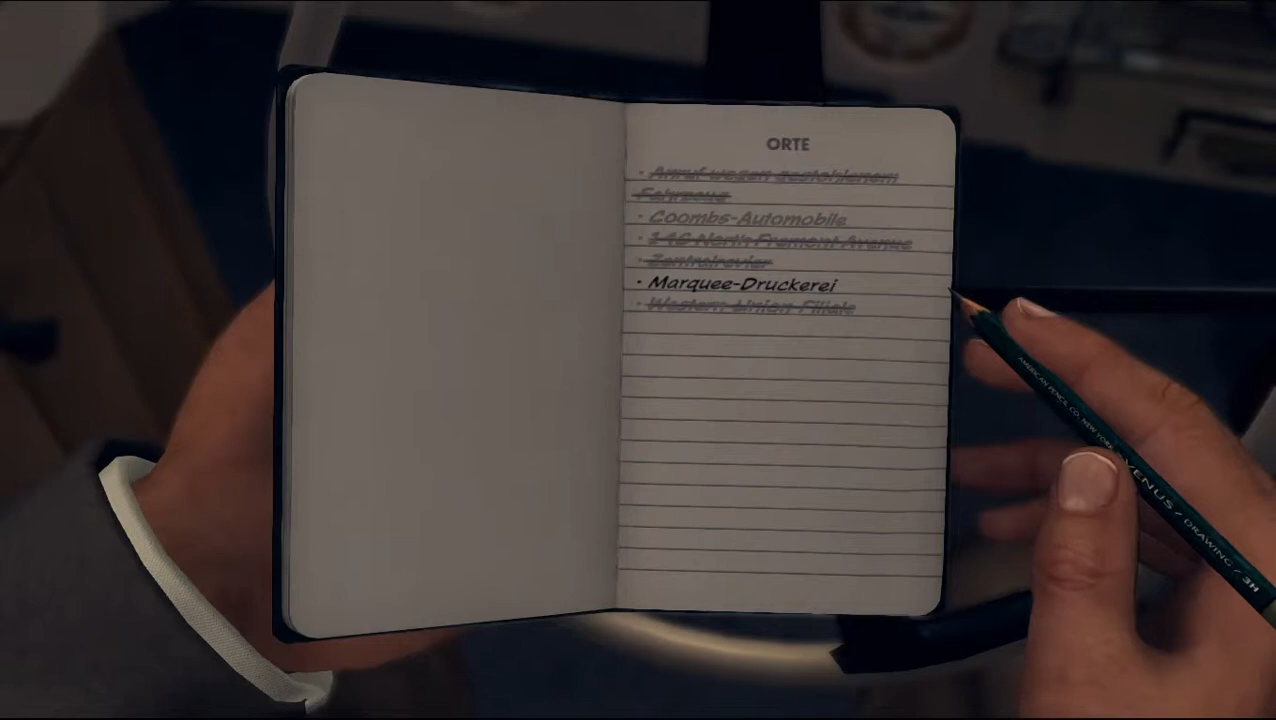 ORTE
· Anruf wegen gestohlenem
Fahrzeug
· Coombs-Automobile
· 146 North Fremont Avenue
· Zentralrevier
· Marquee-Druckerei
· Western-Union-Filiale
AMERICAN PENCIL CO. NEW YORK
VENUS / DRAWING / 3H